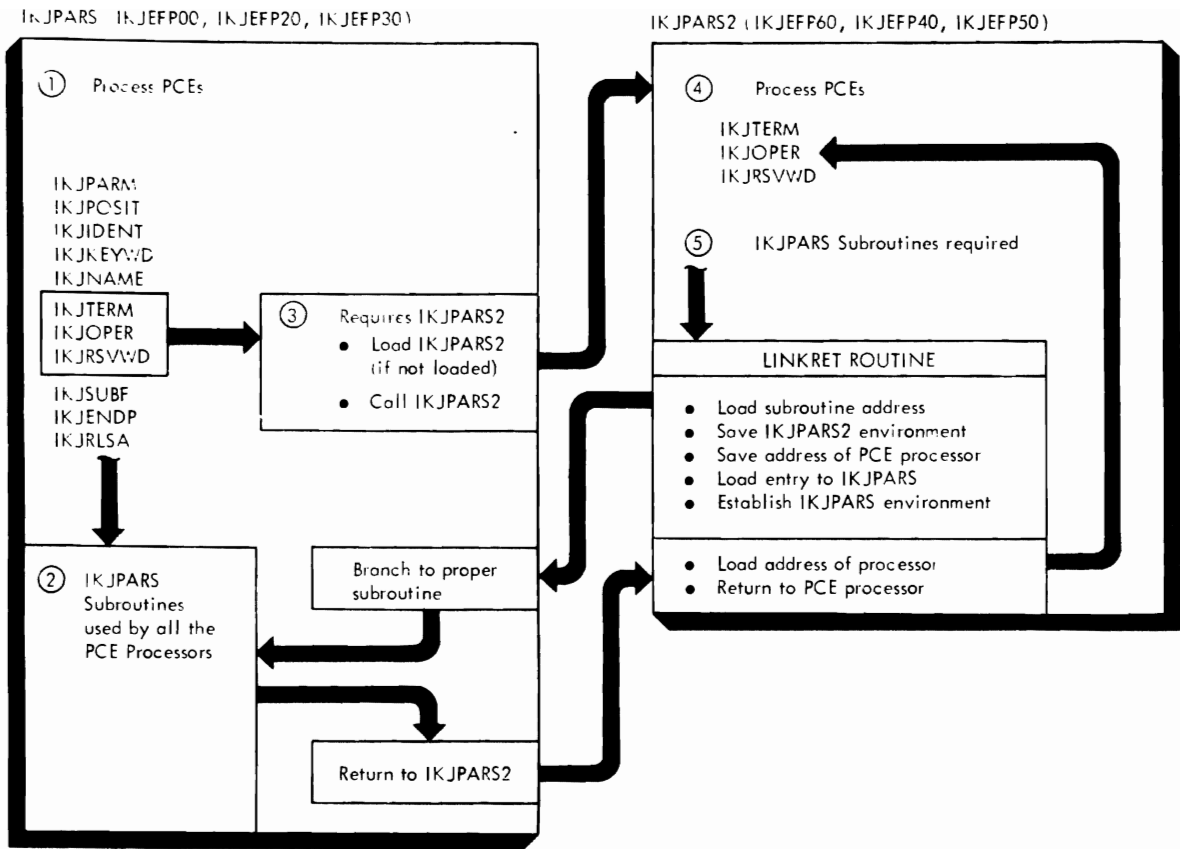 IKJPARS (IKJEFP00, IKJEFP20, IKJEFP30)
1 Process PCEs
IKJPARM
IKJPOSIT
IKJIDENT
IKJKEYWD
IKJNAME
IKJTERM
IKJOPER
IKJRSVWD
IKJSUBF
IKJENDP
IKJRLSA
3 Requires IKJPARS2
• Load IKJPARS2
(if not loaded)
• Call IKJPARS2
2 IKJPARS
Subroutines
used by all the
PCE Processors
Branch to proper
subroutine
Return to IKJPARS2
IKJPARS2 (IKJEFP60, IKJEFP40, IKJEFP50)
4 Process PCEs
IKJTERM
IKJOPER
IKJRSVWD
5 IKJPARS Subroutines required
LINKRET ROUTINE
• Load subroutine address
• Save IKJPARS2 environment
• Save address of PCE processor
• Load entry to IKJPARS
• Establish IKJPARS environment
• Load address of processor
• Return to PCE processor